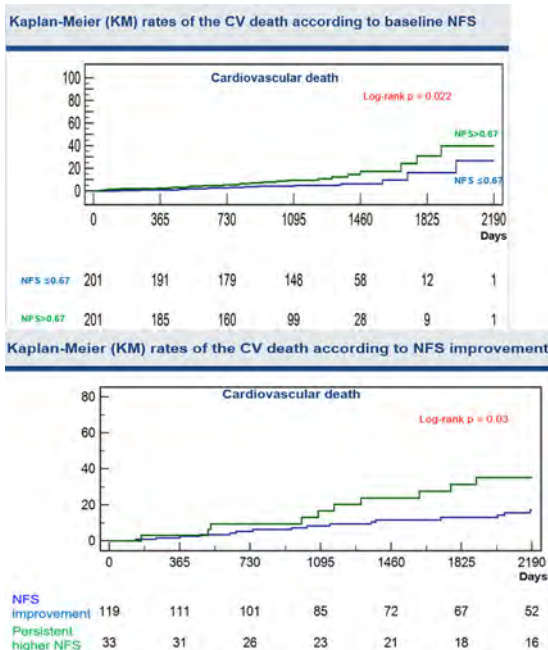 Kaplan-Meier (KM) rates of the CV death according to baseline NFS
Cardiovascular death
Log-rank p = 0.022
NFS>0.67
NFS ≤0.67
100
80
60
40
20
0
0 365 730 1095 1460 1825 2190
Days
NFS ≤0.67 201 191 179 148 58 12 1
NFS>0.67 201 185 160 99 28 9 1
Kaplan-Meier (KM) rates of the CV death according to NFS improvement
Cardiovascular death
Log-rank p = 0.03
80
60
40
20
0
0 365 730 1095 1460 1825 2190
Days
NFS
improvement 119 111 101 85 72 67 52
Persistent
higher NFS 33 31 26 23 21 18 16